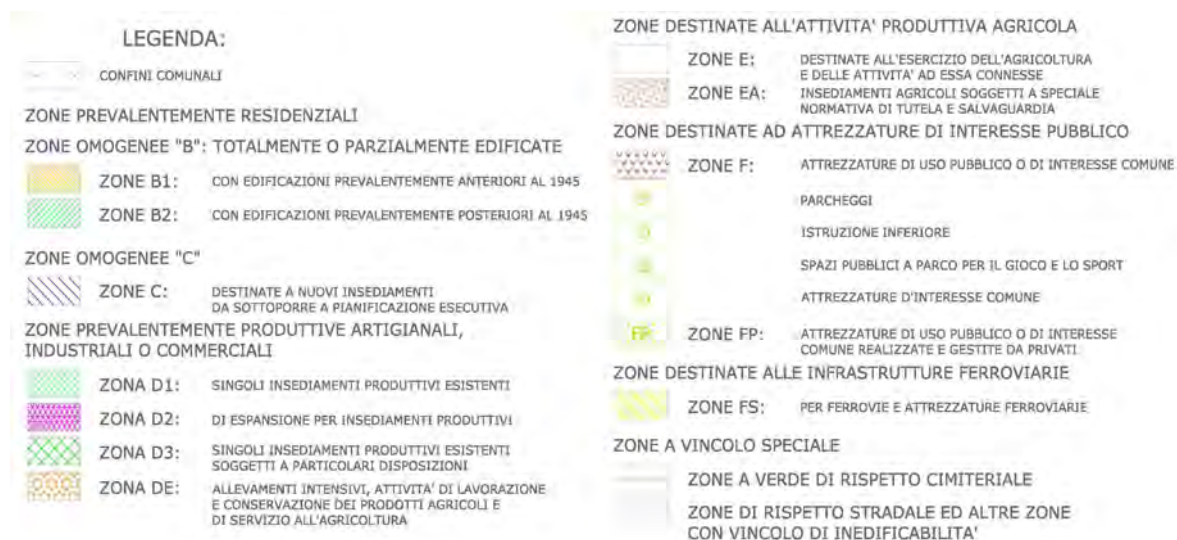 LEGENDA:
CONFINI COMUNALI
ZONE PREVALENTEMENTE RESIDENZIALI
ZONE OMOGENEE "B": TOTALMENTE O PARZIALMENTE EDIFICATE
ZONE B1: CON EDIFICAZIONI PREVALENTEMENTE ANTERIORI AL 1945
ZONE B2: CON EDIFICAZIONI PREVALENTEMENTE POSTERIORI AL 1945
ZONE OMOGENEE "C"
ZONE C: DESTINATE A NUOVI INSEDIAMENTI
DA SOTTOPORRE A PIANIFICAZIONE ESECUTIVA
ZONE PREVALENTEMENTE PRODUTTIVE ARTIGIANALI,
INDUSTRIALI O COMMERCIALI
ZONA D1: SINGOLI INSEDIAMENTI PRODUTTIVI ESISTENTI
ZONA D2: DI ESPANSIONE PER INSEDIAMENTI PRODUTTIVI
ZONA D3: SINGOLI INSEDIAMENTI PRODUTTIVI ESISTENTI
SOGGETTI A PARTICOLARI DISPOSIZIONI
ZONA DE: ALLEVAMENTI INTENSIVI, ATTIVITA' DI LAVORAZIONE
E CONSERVAZIONE DEI PRODOTTI AGRICOLI E
DI SERVIZIO ALL'AGRICOLTURA
ZONE DESTINATE ALL'ATTIVITA' PRODUTTIVA AGRICOLA
ZONE E: DESTINATE ALL'ESERCIZIO DELL'AGRICOLTURA
E DELLE ATTIVITA' AD ESSA CONNESSE
ZONE EA: INSEDIAMENTI AGRICOLI SOGGETTI A SPECIALE
NORMATIVA DI TUTELA E SALVAGUARDIA
ZONE DESTINATE AD ATTREZZATURE DI INTERESSE PUBBLICO
ZONE F: ATTREZZATURE DI USO PUBBLICO O DI INTERESSE COMUNE
PARCHEGGI
ISTRUZIONE INFERIORE
SPAZI PUBBLICI A PARCO PER IL GIOCO E LO SPORT
ATTREZZATURE D'INTERESSE COMUNE
FP ZONE FP: ATTREZZATURE DI USO PUBBLICO O DI INTERESSE
COMUNE REALIZZATE E GESTITE DA PRIVATI
ZONE DESTINATE ALLE INFRASTRUTTURE FERROVIARIE
ZONE FS: PER FERROVIE E ATTREZZATURE FERROVIARIE
ZONE A VINCOLO SPECIALE
ZONE A VERDE DI RISPETTO CIMITERIALE
ZONE DI RISPETTO STRADALE ED ALTRE ZONE
CON VINCOLO DI INEDIFICABILITA'